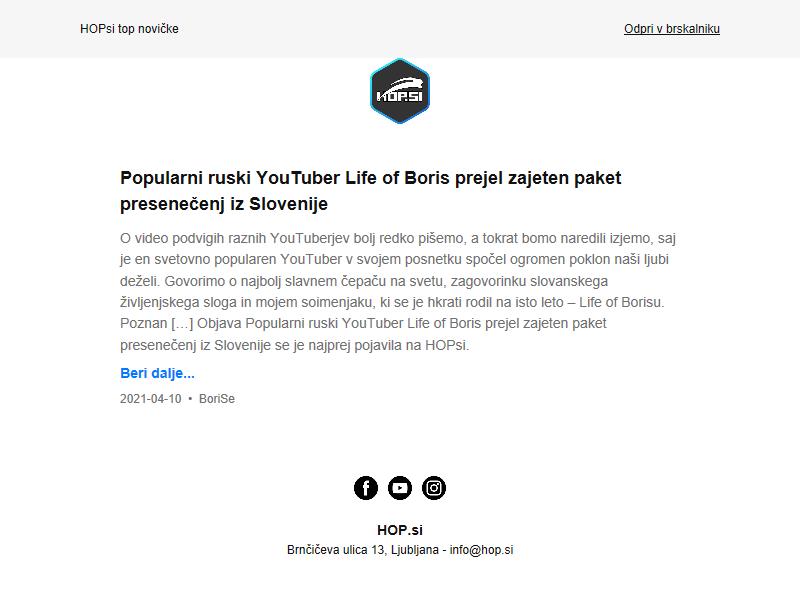 HOPsi top novičke
Odpri v brskalniku
HOP.SI
Popularni ruski YouTuber Life of Boris prejel zajeten paket
presenečenj iz Slovenije
O video podvigih raznih YouTuberjev bolj redko pišemo, a tokrat bomo naredili izjemo, saj
je en svetovno popularen YouTuber v svojem posnetku spočel ogromen poklon naši ljubi
deželi. Govorimo o najbolj slavnem čepaču na svetu, zagovorinku slovanskega
življenjskega sloga in mojem soimenjaku, ki se je hkrati rodil na isto leto – Life of Borisu.
Poznan […] Objava Popularni ruski YouTuber Life of Boris prejel zajeten paket
presenečenj iz Slovenije se je najprej pojavila na HOPsi.
Beri dalje...
2021-04-10 • BoriSe
HOP.si
Brnčičeva ulica 13, Ljubljana - info@hop.si